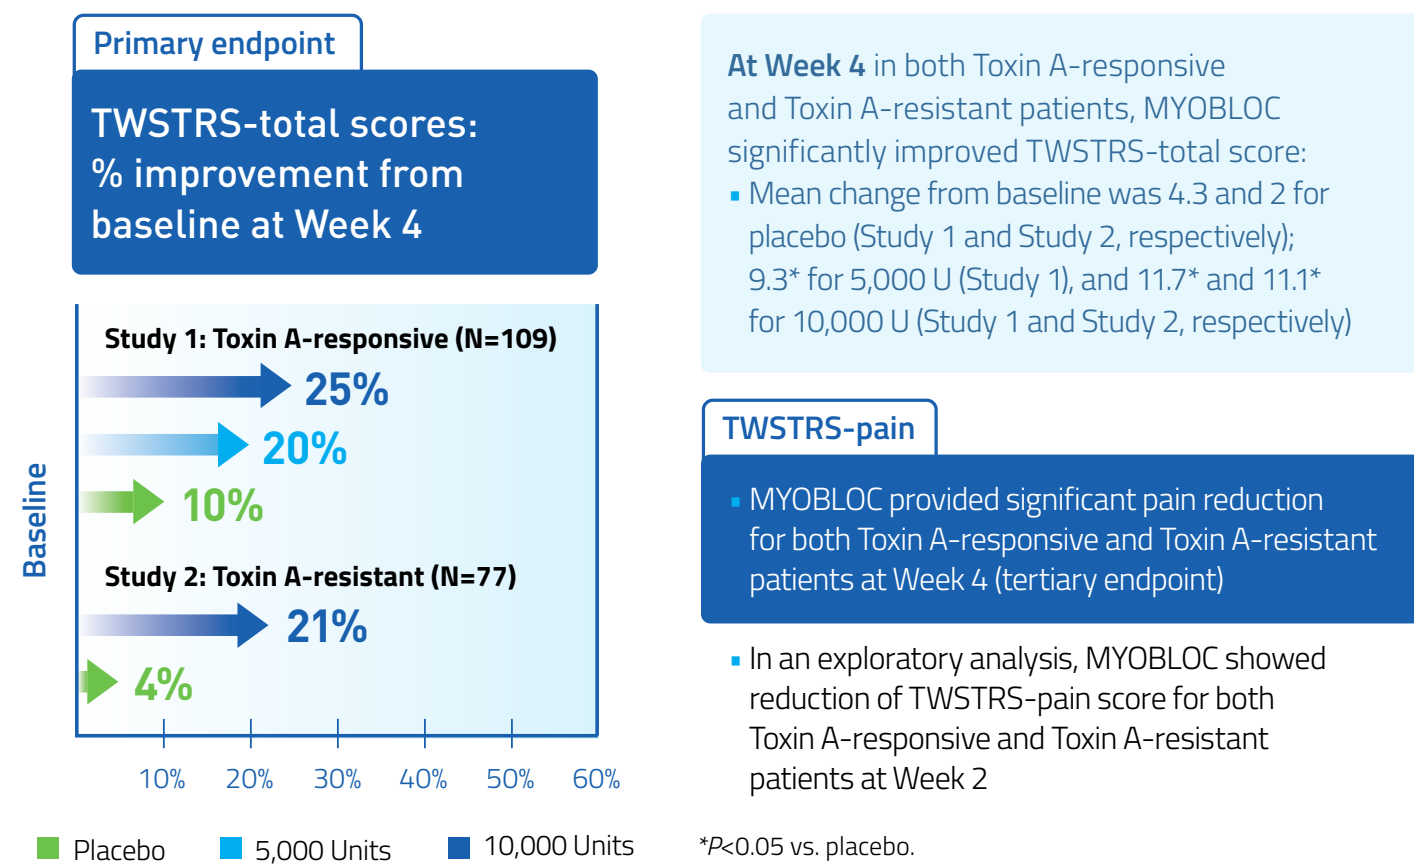 Primary endpoint
TWSTRS-total scores:
% improvement from
baseline at Week 4
Baseline
Study 1: Toxin A-responsive (N=109)
25%
20%
10%
Study 2: Toxin A-resistant (N=77)
21%
4%
10% 20% 30% 40% 50% 60%
Placebo 5,000 Units 10,000 Units
At Week 4 in both Toxin A-responsive
and Toxin A-resistant patients, MYOBLOC
significantly improved TWSTRS-total score:
▪ Mean change from baseline was 4.3 and 2 for
placebo (Study 1 and Study 2, respectively);
9.3* for 5,000 U (Study 1), and 11.7* and 11.1*
for 10,000 U (Study 1 and Study 2, respectively)
TWSTRS-pain
▪ MYOBLOC provided significant pain reduction
for both Toxin A-responsive and Toxin A-resistant
patients at Week 4 (tertiary endpoint)
▪ In an exploratory analysis, MYOBLOC showed
reduction of TWSTRS-pain score for both
Toxin A-responsive and Toxin A-resistant
patients at Week 2
*P<0.05 vs. placebo.